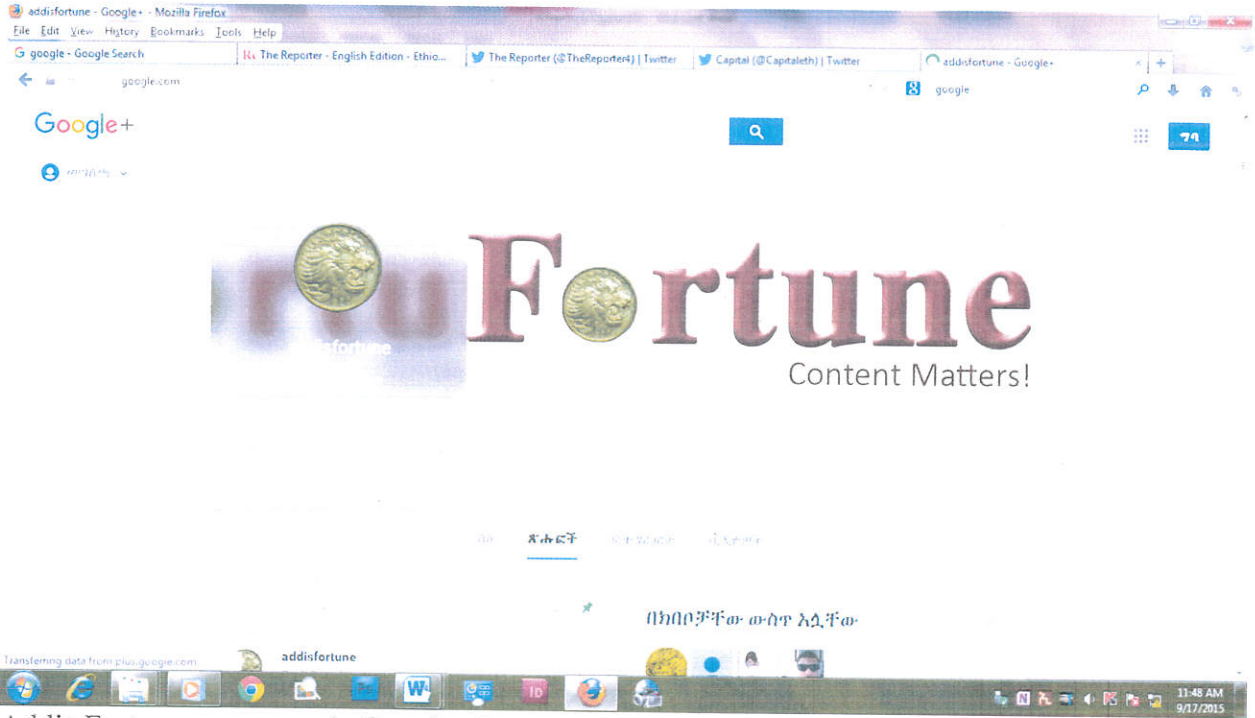 addisfortune - Google+ - Mozilla Firefox
File Edit View History Bookmarks Tools Help
google - Google Search
The Reporter - English Edition - Ethio...
The Reporter (@TheReporter4) | Twitter
Capital (@Capitaleth) | Twitter
addisfortune - Google+
google.com
google
Google+
ግባ
Fortune
Content Matters!
ጽሑፎች
በክበቦቻቸው ውስጥ አሏቸው
addisfortune
Transferring data from plus.google.com
11:48 AM
9/17/2015